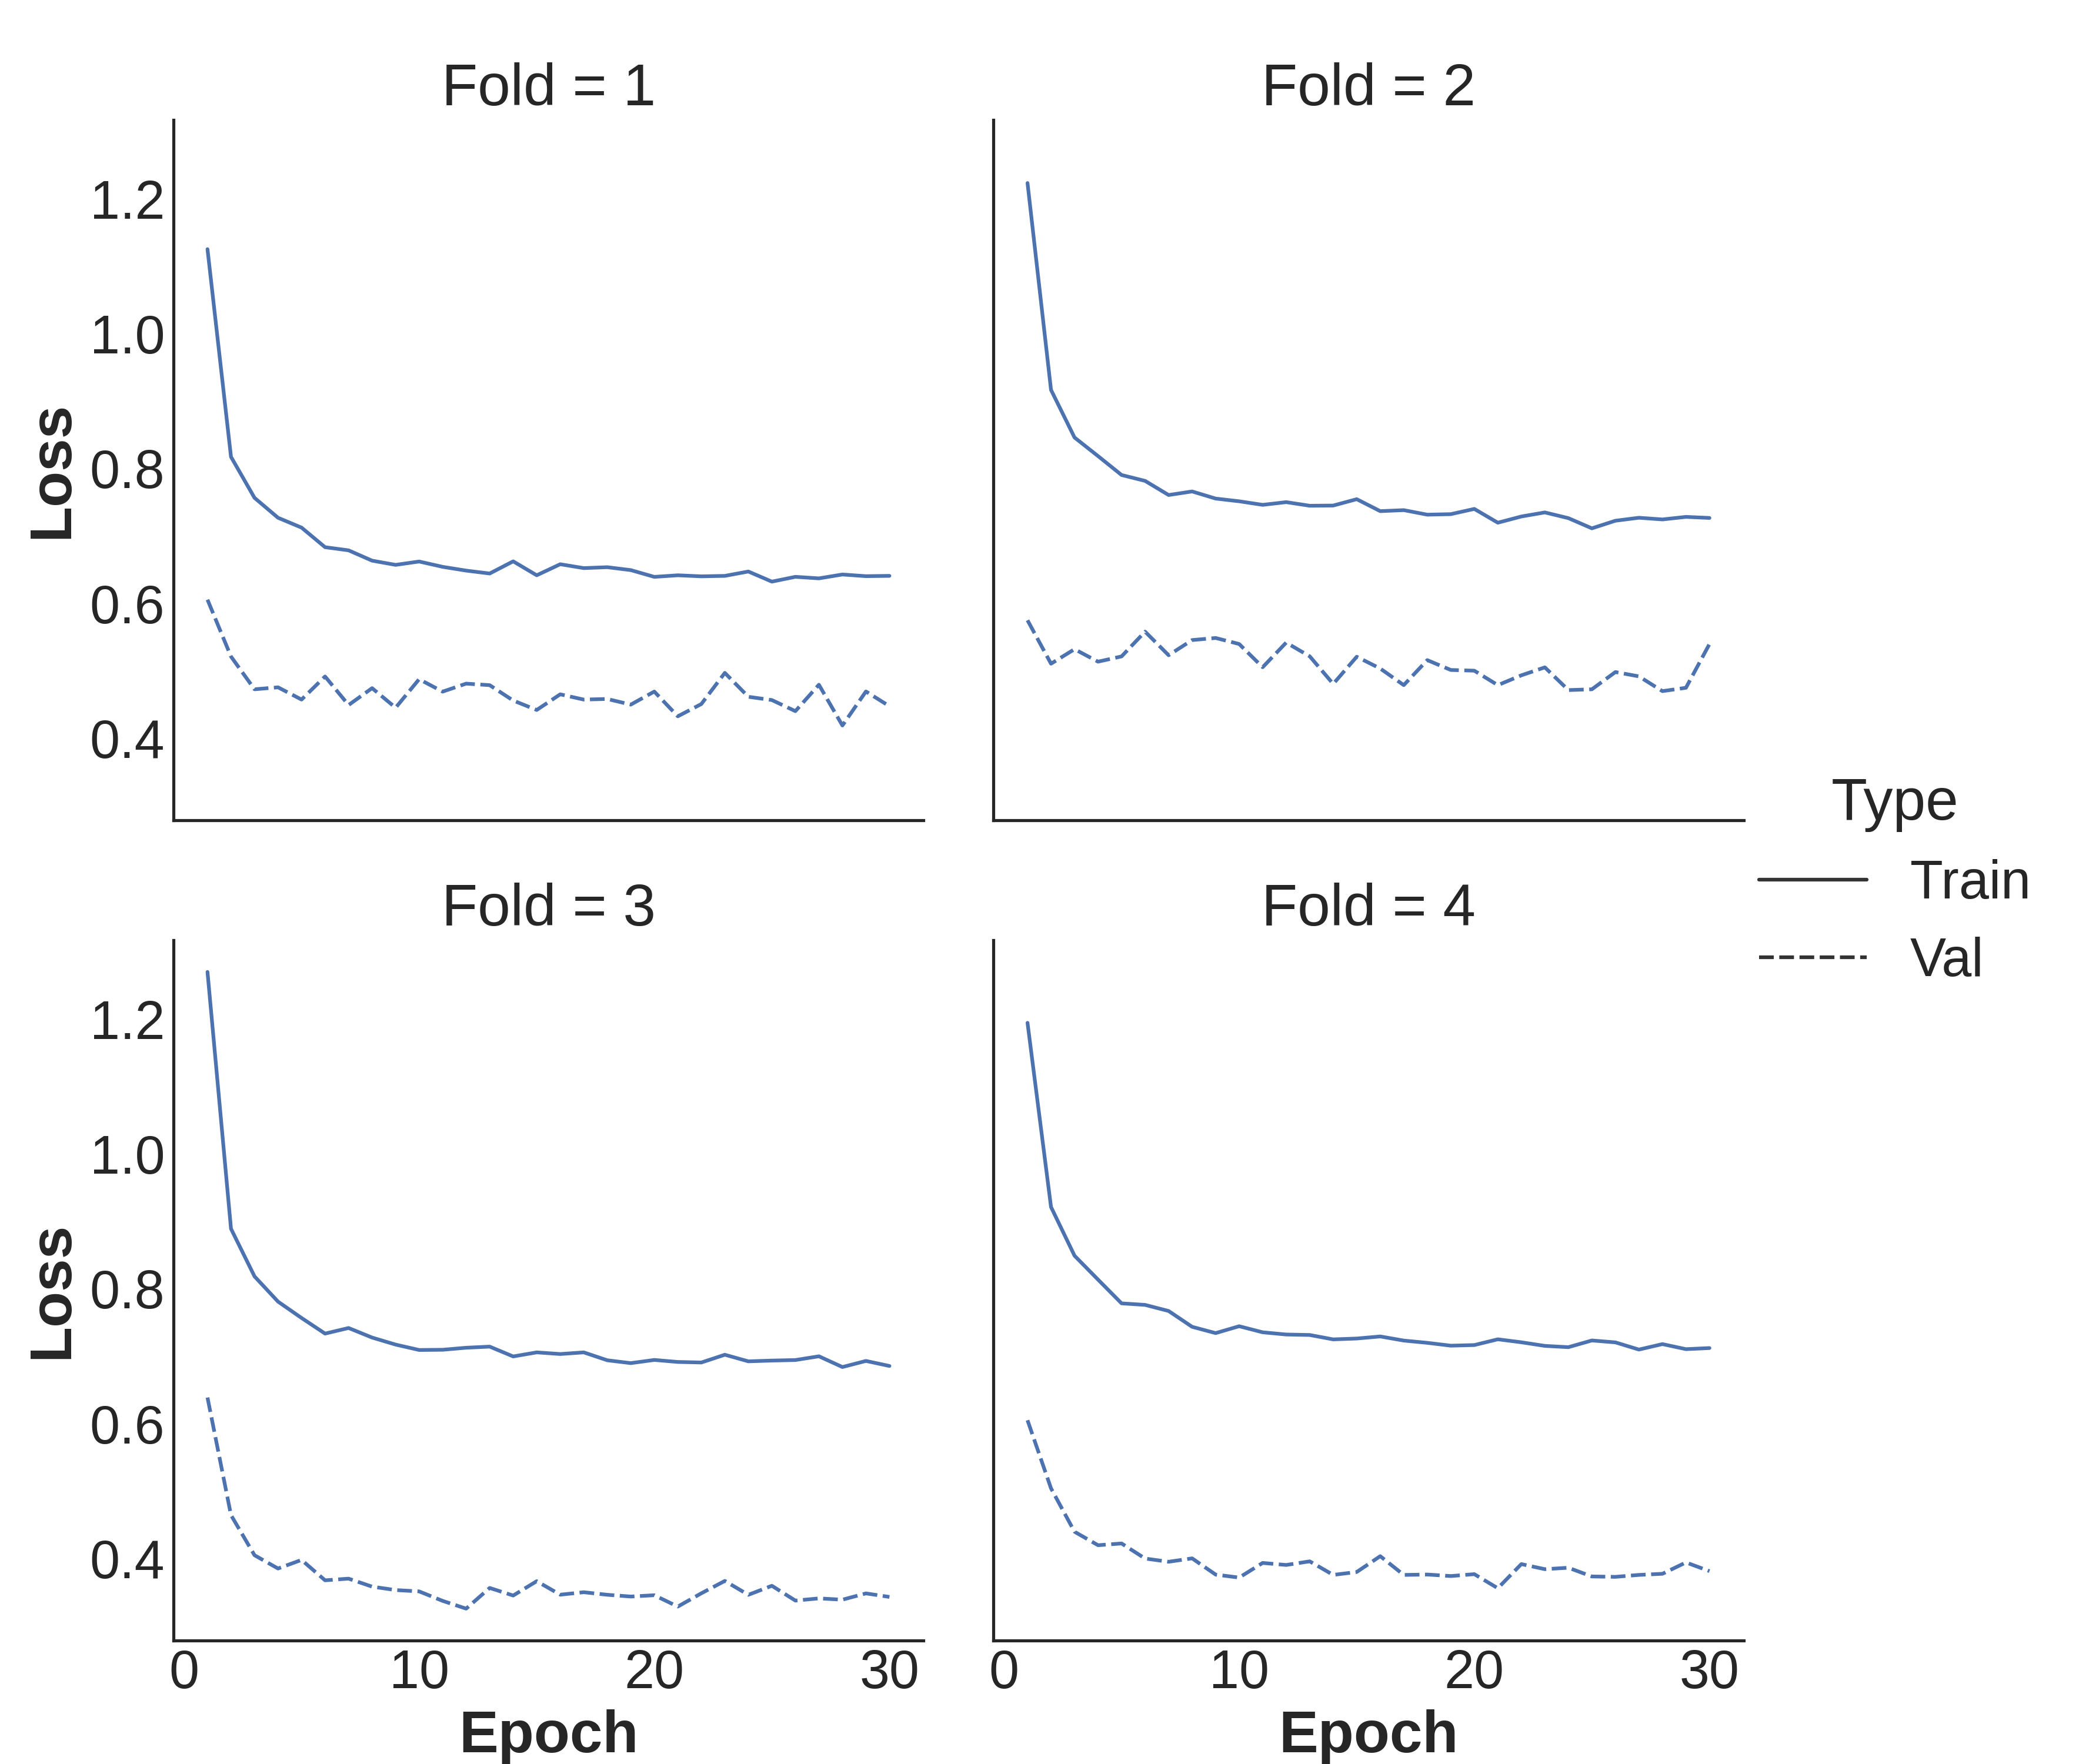 Fold = 1
Fold = 2
Loss
1.2
1.0
0.8
0.6
0.4
Type
Train
Val
Fold = 3
Fold = 4
Loss
1.2
1.0
0.8
0.6
0.4
0 10 20 30
0 10 20 30
Epoch
Epoch